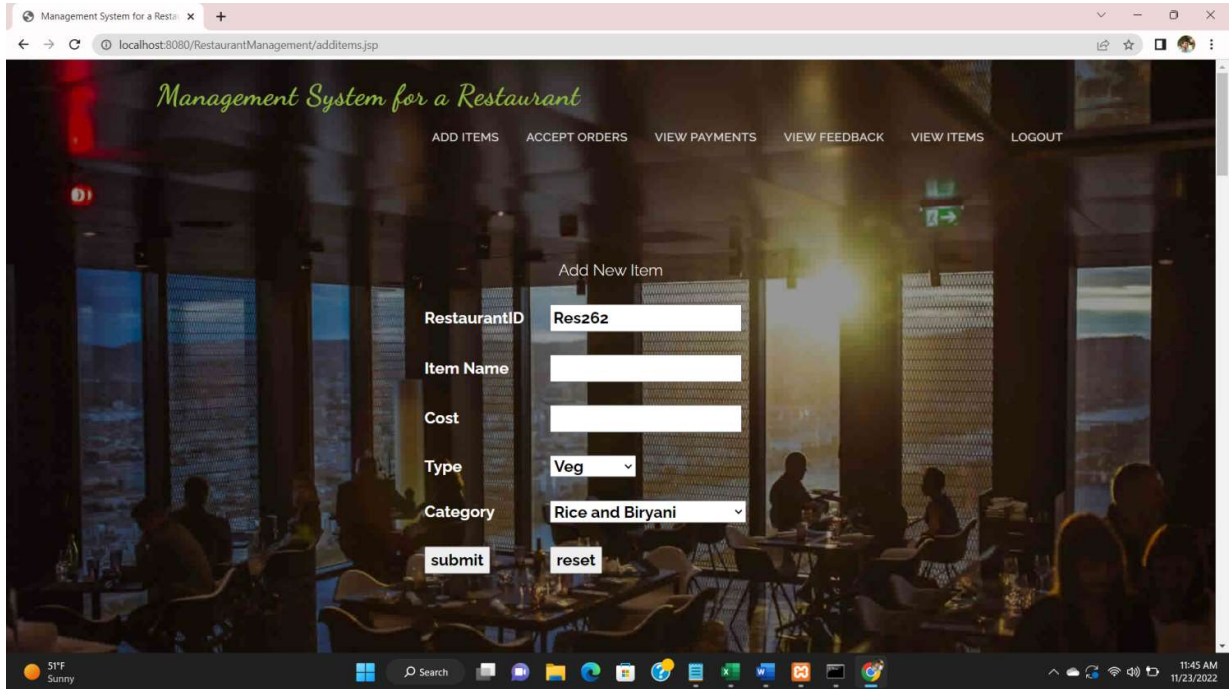 Management System for a Resta
localhost:8080/RestaurantManagement/additems.jsp
Management System for a Restaurant
ADD ITEMS ACCEPT ORDERS VIEW PAYMENTS VIEW FEEDBACK VIEW ITEMS LOGOUT
Add New Item
RestaurantID Res262
Item Name
Cost
Type Veg
Category Rice and Biryani
submit reset
51°F
Sunny
Search
11:45 AM
11/23/2022